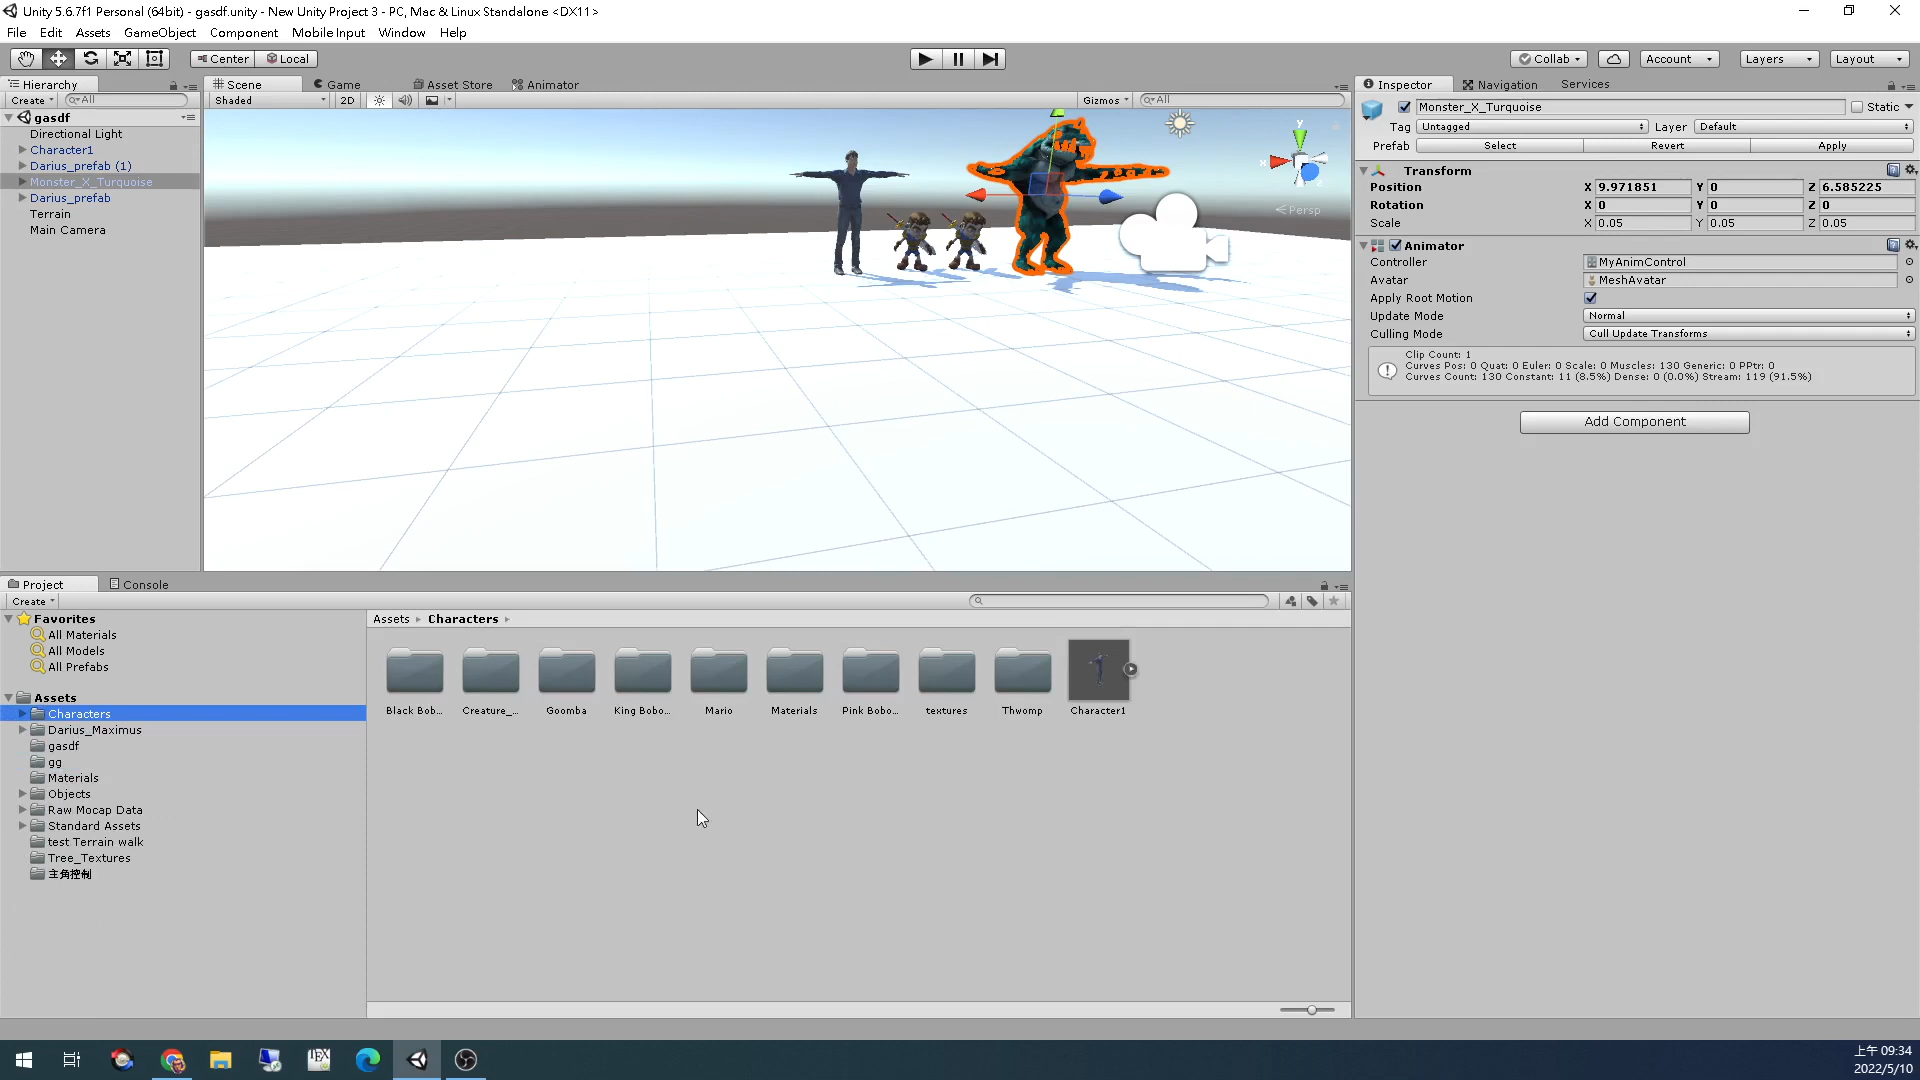 Unity 5.6.7f1 Personal (64bit) - gasdf.unity - New Unity Project 3 - PC, Mac & Linux Standalone <DX11>
File Edit Assets GameObject Component Mobile Input Window Help
Center Local Collab Account Layers Layout
Hierarchy Scene Game Asset Store Animator Inspector Navigation Services
Create All Shaded 2D Gizmos All
gasdf
Directional Light
Character1
Darius_prefab (1)
Monster_X_Turquoise
Darius_prefab
Terrain
Main Camera
y
x
z
Persp
Monster_X_Turquoise Static
Tag Untagged Layer Default
Prefab Select Revert Apply
Transform
Position X 9.971851 Y 0 Z 6.585225
Rotation X 0 Y 0 Z 0
Scale X 0.05 Y 0.05 Z 0.05
Animator
Controller MyAnimControl
Avatar MeshAvatar
Apply Root Motion
Update Mode Normal
Culling Mode Cull Update Transforms
Clip Count: 1
Curves Pos: 0 Quat: 0 Euler: 0 Scale: 0 Muscles: 130 Generic: 0 PPtr: 0
Curves Count: 130 Constant: 11 (8.5%) Dense: 0 (0.0%) Stream: 119 (91.5%)
Add Component
Project Console
Create
Favorites
All Materials
All Models
All Prefabs
Assets
Characters
Darius_Maximus
gasdf
gg
Materials
Objects
Raw Mocap Data
Standard Assets
test Terrain walk
Tree_Textures
主角控制
Assets Characters
Black Bob... Creature_... Goomba King Bobo... Mario Materials Pink Bobo... textures Thwomp Character1
TEX
上午 09:34
2022/5/10